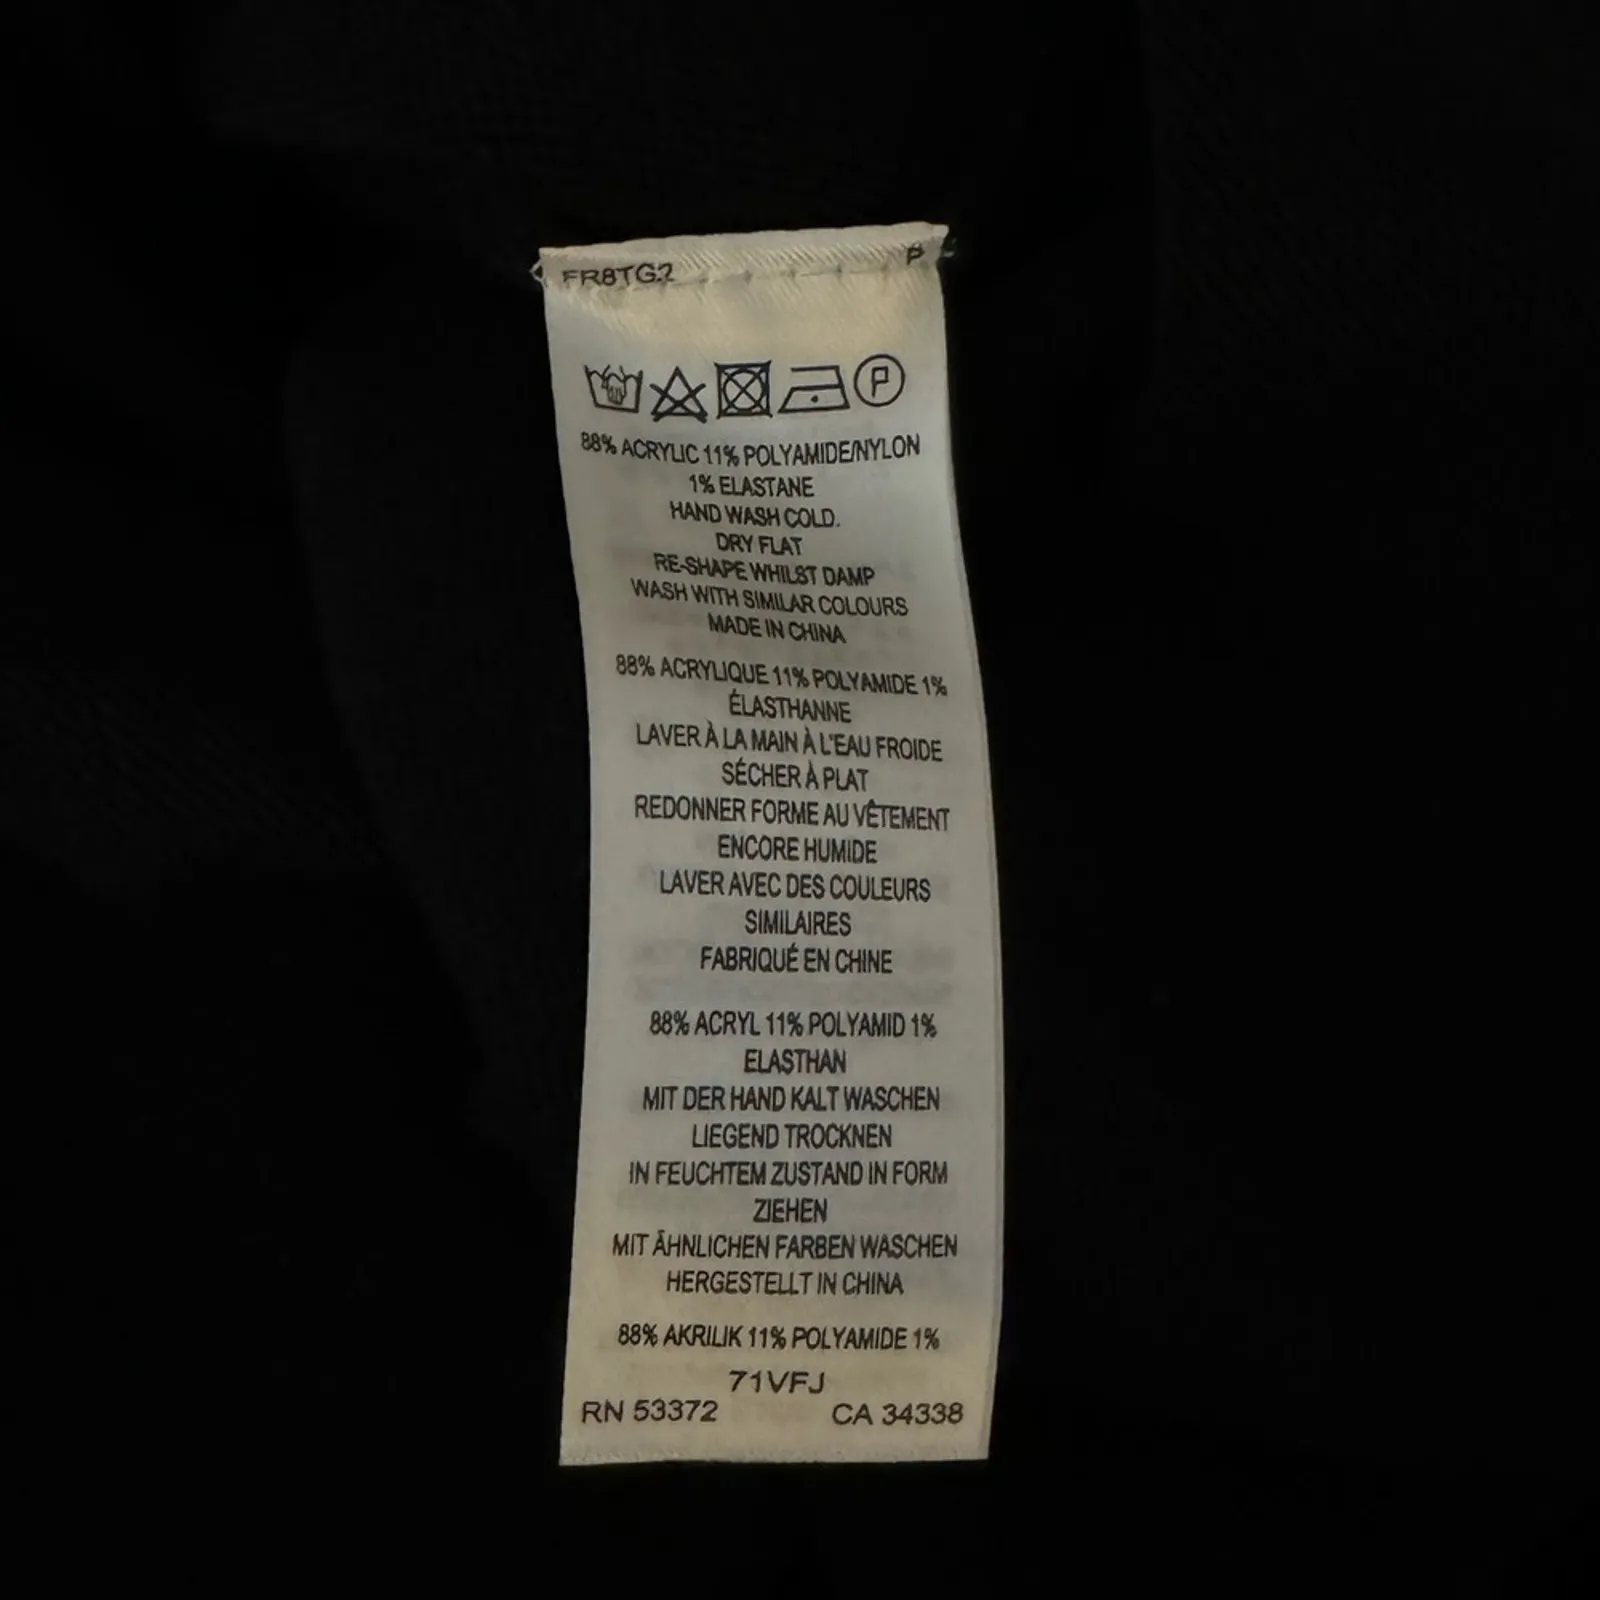 FR8TG2 P
P
88% ACRYLIC 11% POLYAMIDE/NYLON
1% ELASTANE
HAND WASH COLD.
DRY FLAT
RE-SHAPE WHILST DAMP
WASH WITH SIMILAR COLOURS
MADE IN CHINA
88% ACRYLIQUE 11% POLYAMIDE 1%
ÉLASTHANNE
LAVER À LA MAIN À L'EAU FROIDE
SÉCHER À PLAT
REDONNER FORME AU VÊTEMENT
ENCORE HUMIDE
LAVER AVEC DES COULEURS
SIMILAIRES
FABRIQUÉ EN CHINE
88% ACRYL 11% POLYAMID 1%
ELASTHAN
MIT DER HAND KALT WASCHEN
LIEGEND TROCKNEN
IN FEUCHTEM ZUSTAND IN FORM
ZIEHEN
MIT ÄHNLICHEN FARBEN WASCHEN
HERGESTELLT IN CHINA
88% AKRILIK 11% POLYAMIDE 1%
71VFJ
RN 53372 CA 34338